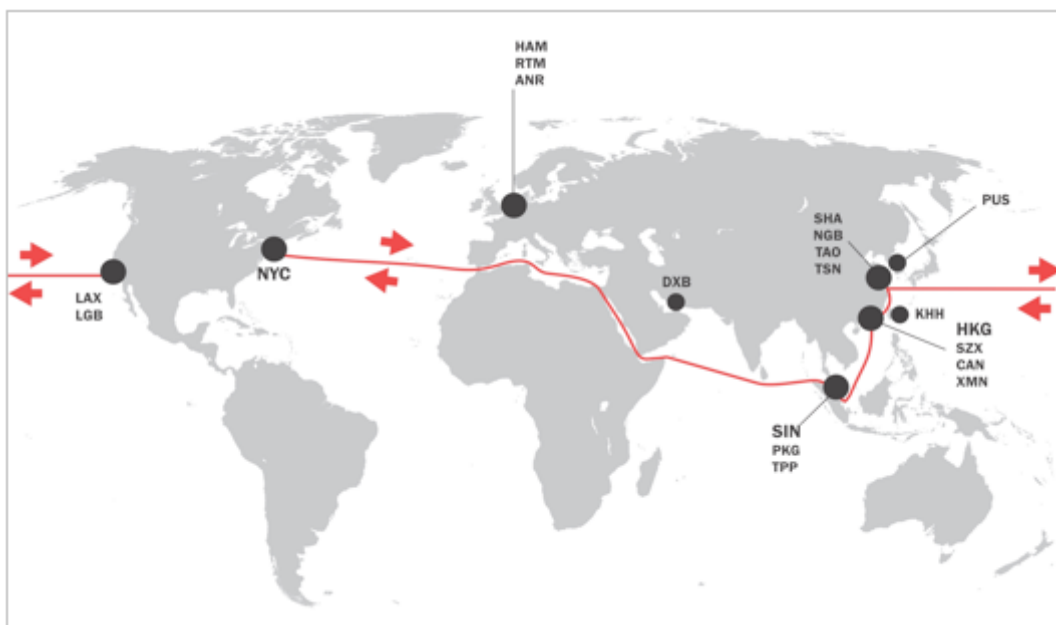 HAM
RTM
ANR
PUS
SHA
NGB
TAO
TSN
NYC
DXB
LAX
LGB
KHH
HKG
SZX
CAN
XMN
SIN
PKG
TPP